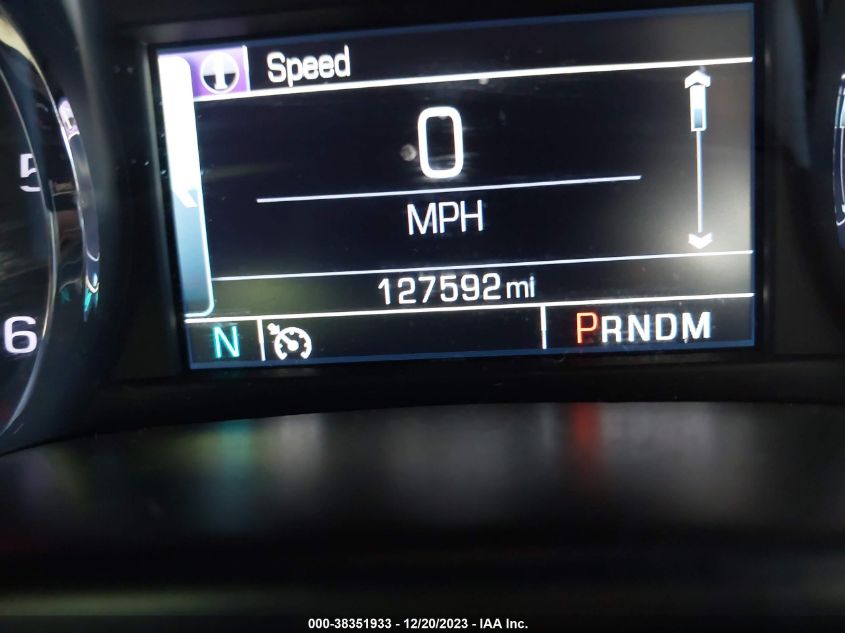 Speed
0
MPH
127592 mi
N
PRNDM
5
6
000-38351933 - 12/20/2023 - IAA Inc.